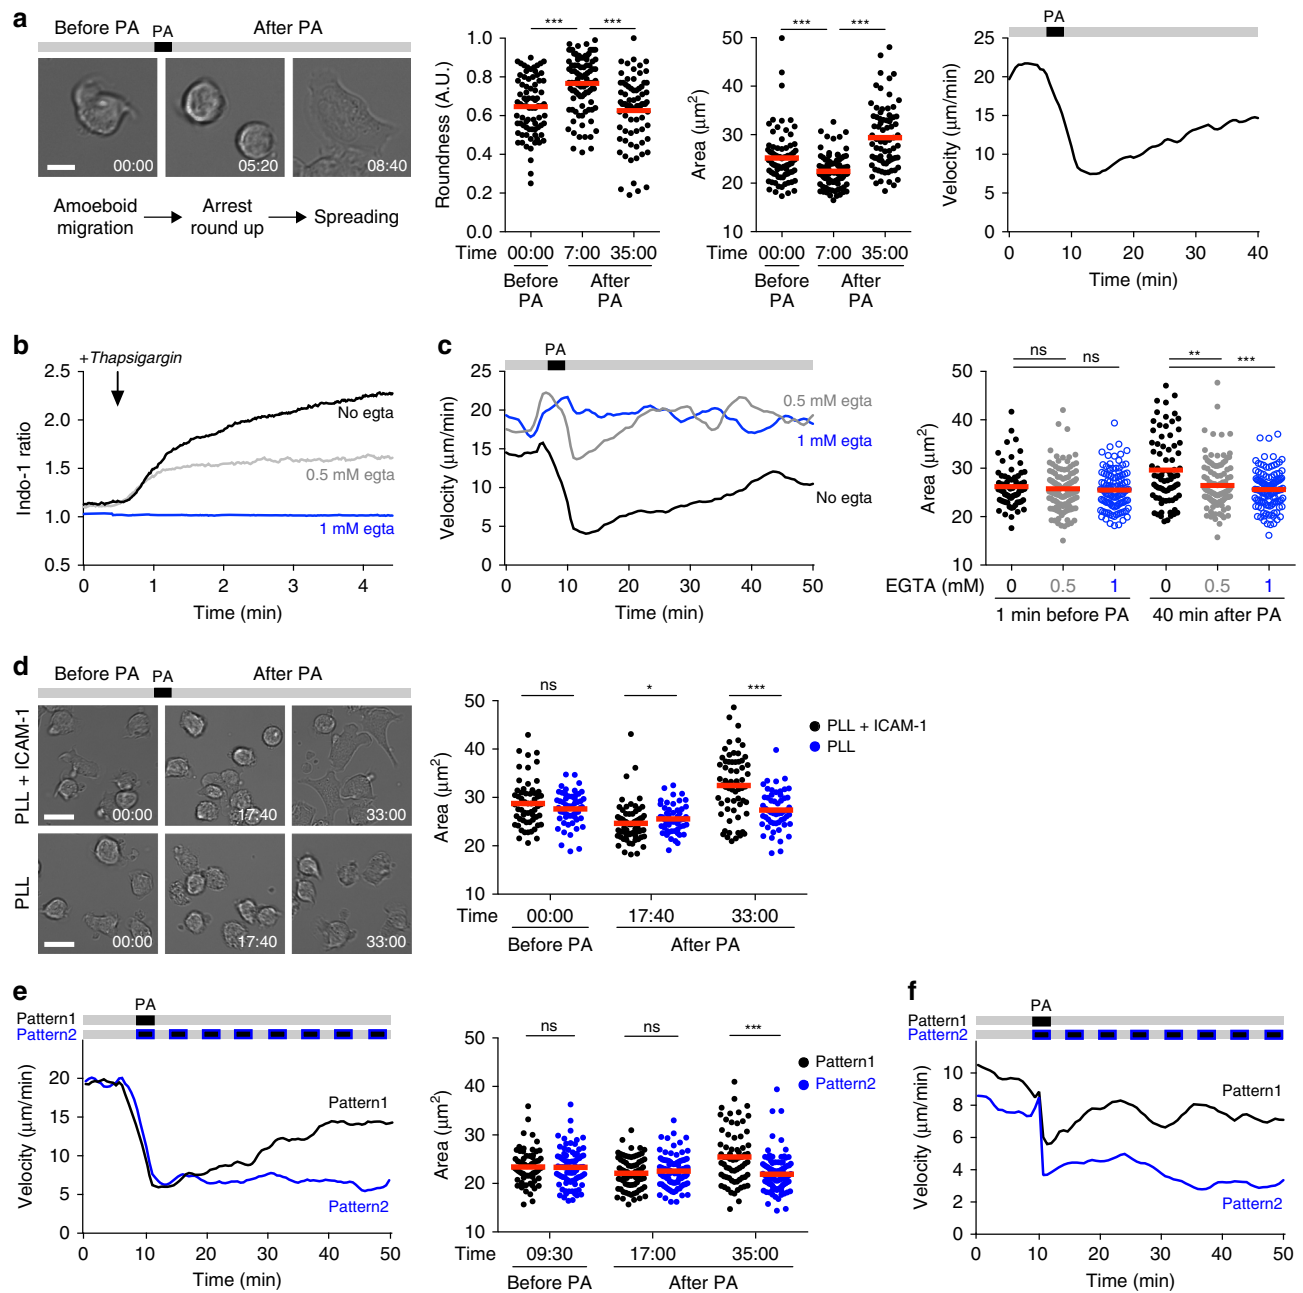 a
Before PA
PA
After PA
00:00
05:20
08:40
Amoeboid migration
Arrest round up
Spreading
Roundness (A.U.)
1.0
0.8
0.6
0.4
0.2
0.0
***
***
Time 00:00 7:00 35:00
Before PA
After PA
Area (µm²)
50
40
30
20
10
***
***
Time 00:00 7:00 35:00
Before PA
After PA
PA
Velocity (µm/min)
25
20
15
10
5
0
0 10 20 30 40
Time (min)
b
+Thapsigargin
Indo-1 ratio
2.5
2.0
1.5
1.0
0.5
No egta
0.5 mM egta
1 mM egta
0 1 2 3 4
Time (min)
c
PA
Velocity (µm/min)
25
20
15
10
5
0
0.5 mM egta
1 mM egta
No egta
0 10 20 30 40 50
Time (min)
Area (µm²)
50
40
30
20
10
ns
ns
**
***
EGTA (mM) 0 0.5 1 0 0.5 1
1 min before PA
40 min after PA
d
Before PA
PA
After PA
PLL + ICAM-1
00:00
17:40
33:00
PLL
00:00
17:40
33:00
Area (µm²)
50
40
30
20
10
ns
*
***
PLL + ICAM-1
PLL
Time 00:00 17:40 33:00
Before PA
After PA
e
PA
Pattern1
Pattern2
Velocity (µm/min)
20
15
10
5
0
Pattern1
Pattern2
0 10 20 30 40 50
Time (min)
Area (µm²)
50
40
30
20
10
ns
ns
***
Pattern1
Pattern2
Time 09:30 17:00 35:00
Before PA
After PA
f
PA
Pattern1
Pattern2
Velocity (µm/min)
10
8
6
4
2
0
Pattern1
Pattern2
0 10 20 30 40 50
Time (min)